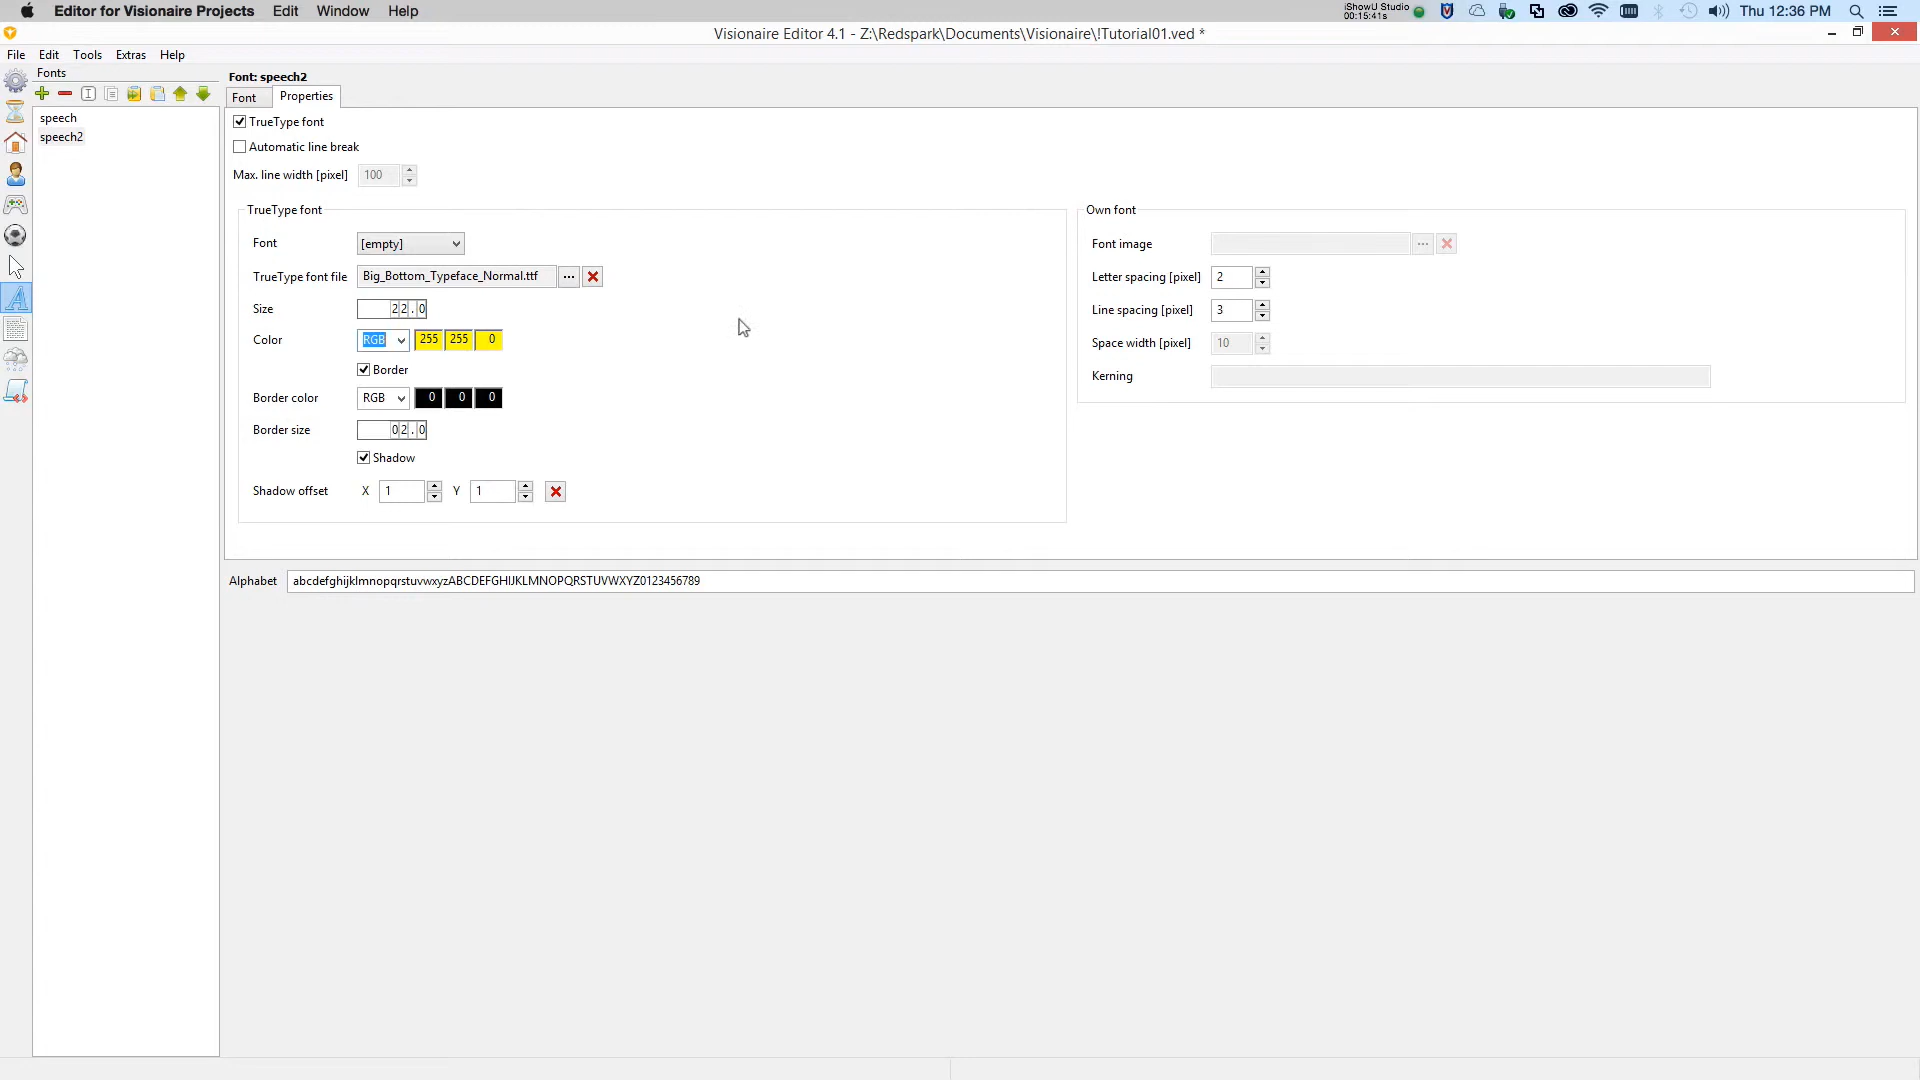 Editor for Visionaire Projects Edit Window Help
iShowU Studio
00:15:41s
Thu 12:36 PM
Visionaire Editor 4.1 - Z:\Redspark\Documents\Visionaire\!Tutorial01.ved *
File Edit Tools Extras Help
Fonts
speech
speech2
Font: speech2
Font Properties
TrueType font
Automatic line break
Max. line width [pixel] 100
TrueType font
Font [empty]
TrueType font file Big_Bottom_Typeface_Normal.ttf ...
Size 22.0
Color RGB 255 255 0
Border
Border color RGB 0 0 0
Border size 02.0
Shadow
Shadow offset X 1 Y 1
Own font
Font image ...
Letter spacing [pixel] 2
Line spacing [pixel] 3
Space width [pixel] 10
Kerning
Alphabet abcdefghijklmnopqrstuvwxyzABCDEFGHIJKLMNOPQRSTUVWXYZ0123456789